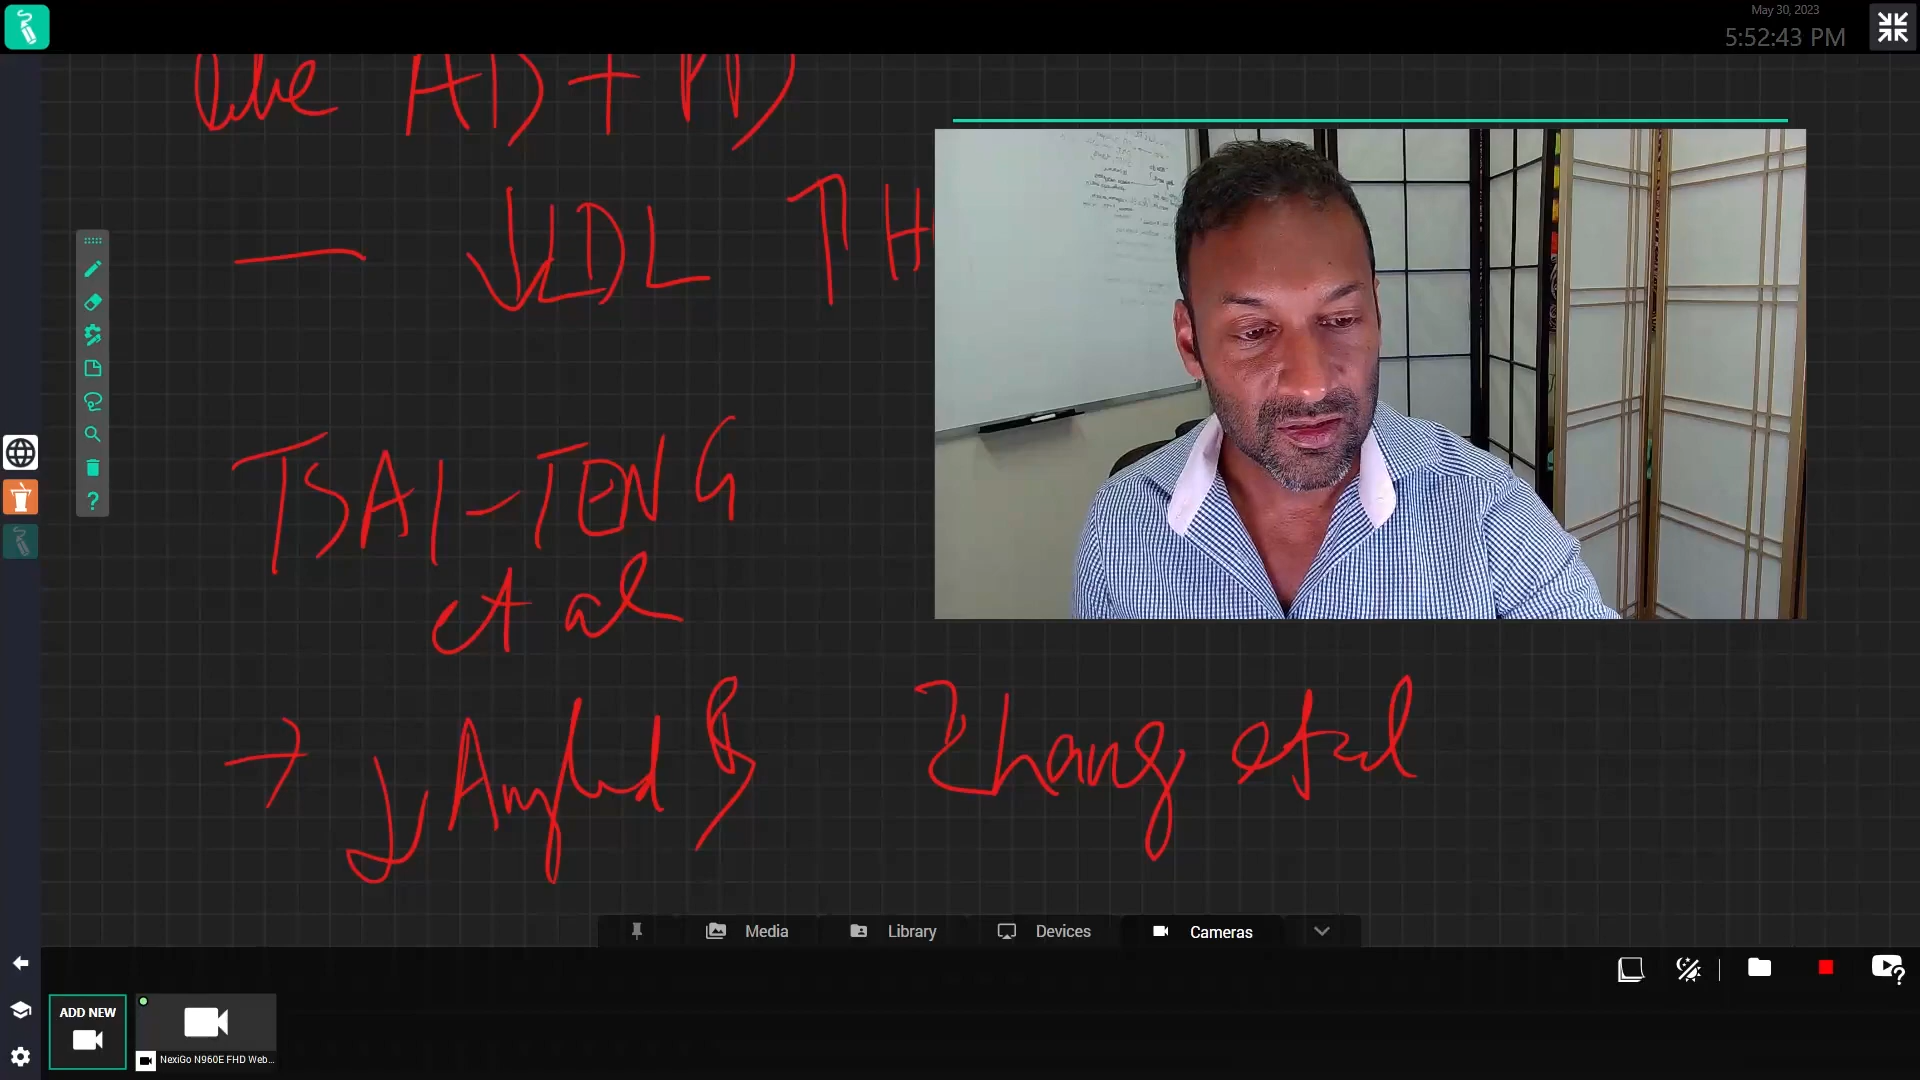 May 30, 2023
5:52:43 PM
like AD + PD
— ↓ LDL ↑ H
TSAI-TENG
et al
→ ↓ Amyloid β
Zhang et al
?
Media Library Devices Cameras
ADD NEW
NexiGo N960E FHD Web...